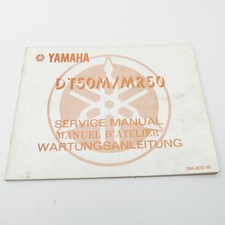 YAMAHA
DT50M/MR50
SERVICE MANUAL
MANUEL D'ATELIER
WARTUNGSANLEITUNG